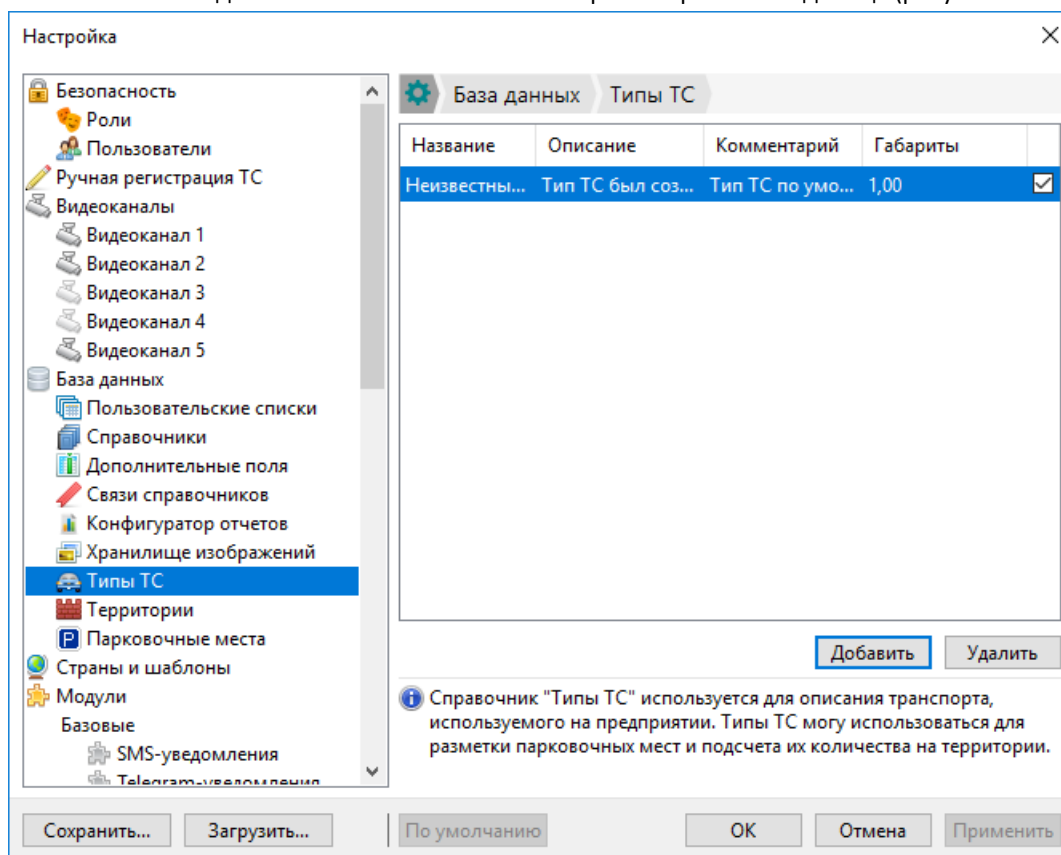 Настройка
Безопасность
Роли
Пользователи
Ручная регистрация ТС
Видеоканалы
Видеоканал 1
Видеоканал 2
Видеоканал 3
Видеоканал 4
Видеоканал 5
База данных
Пользовательские списки
Справочники
Дополнительные поля
Связи справочников
Конфигуратор отчетов
Хранилище изображений
Типы ТС
Территории
Парковочные места
Страны и шаблоны
Модули
Базовые
SMS-уведомления
Telegram-уведомления
База данных Типы ТС
Название Описание Комментарий Габариты
Неизвестны... Тип ТС был соз... Тип ТС по умо... 1,00
Добавить Удалить
Справочник "Типы ТС" используется для описания транспорта,
используемого на предприятии. Типы ТС могу использоваться для
разметки парковочных мест и подсчета их количества на территории.
Сохранить... Загрузить... По умолчанию ОК Отмена Применить